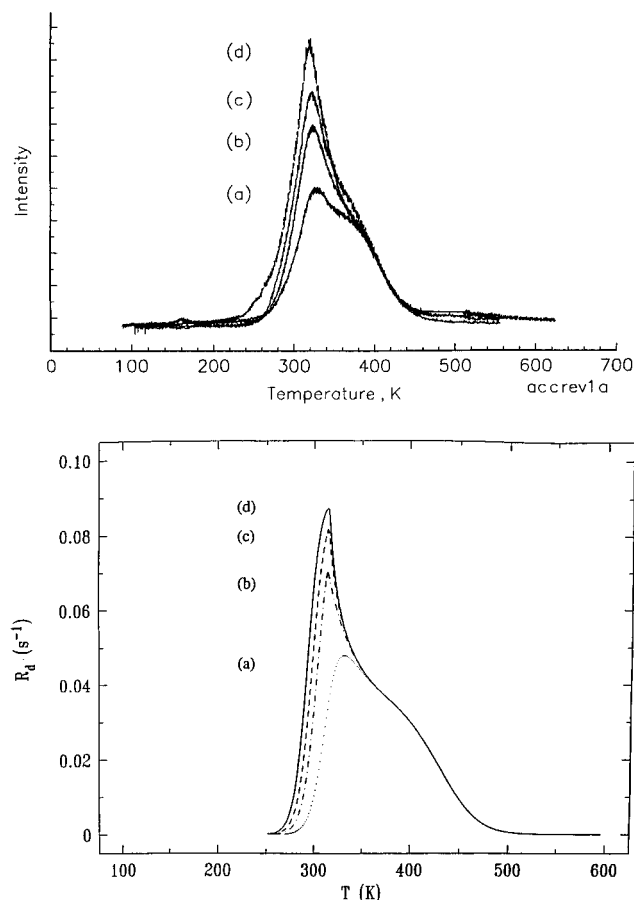 (d)
(c)
(b)
(a)
Intensity
0 100 200 300 400 500 600 700
Temperature, K
accrev1a
0.10
0.08
0.06
0.04
0.02
0
(d)
(c)
(b)
(a)
R_d (s⁻¹)
100 200 300 400 500 600
T (K)